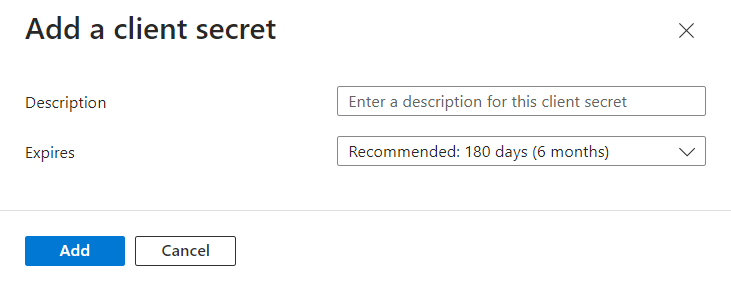 Add a client secret
Description
Enter a description for this client secret
Expires
Recommended: 180 days (6 months)
Add
Cancel